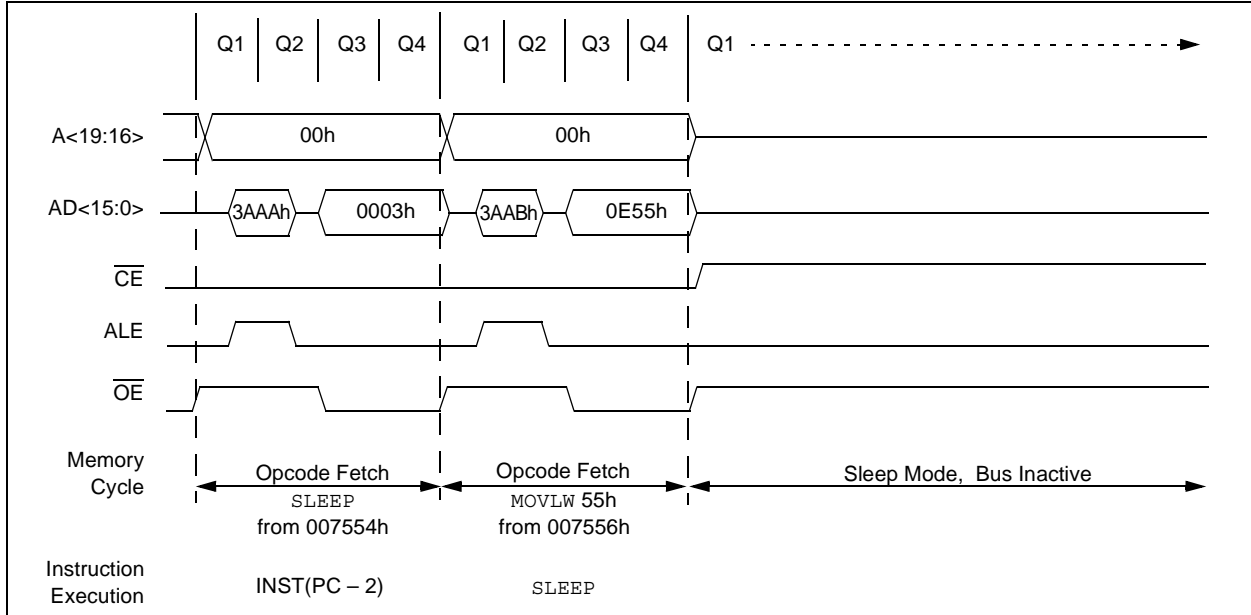 Q1 Q2 Q3 Q4 Q1 Q2 Q3 Q4 Q1
A<19:16> 00h 00h
AD<15:0> 3AAAh 0003h 3AABh 0E55h
CE
ALE
OE
Memory
Cycle
Opcode Fetch
SLEEP
from 007554h
Opcode Fetch
MOVLW 55h
from 007556h
Sleep Mode, Bus Inactive
Instruction
Execution
INST(PC – 2)
SLEEP